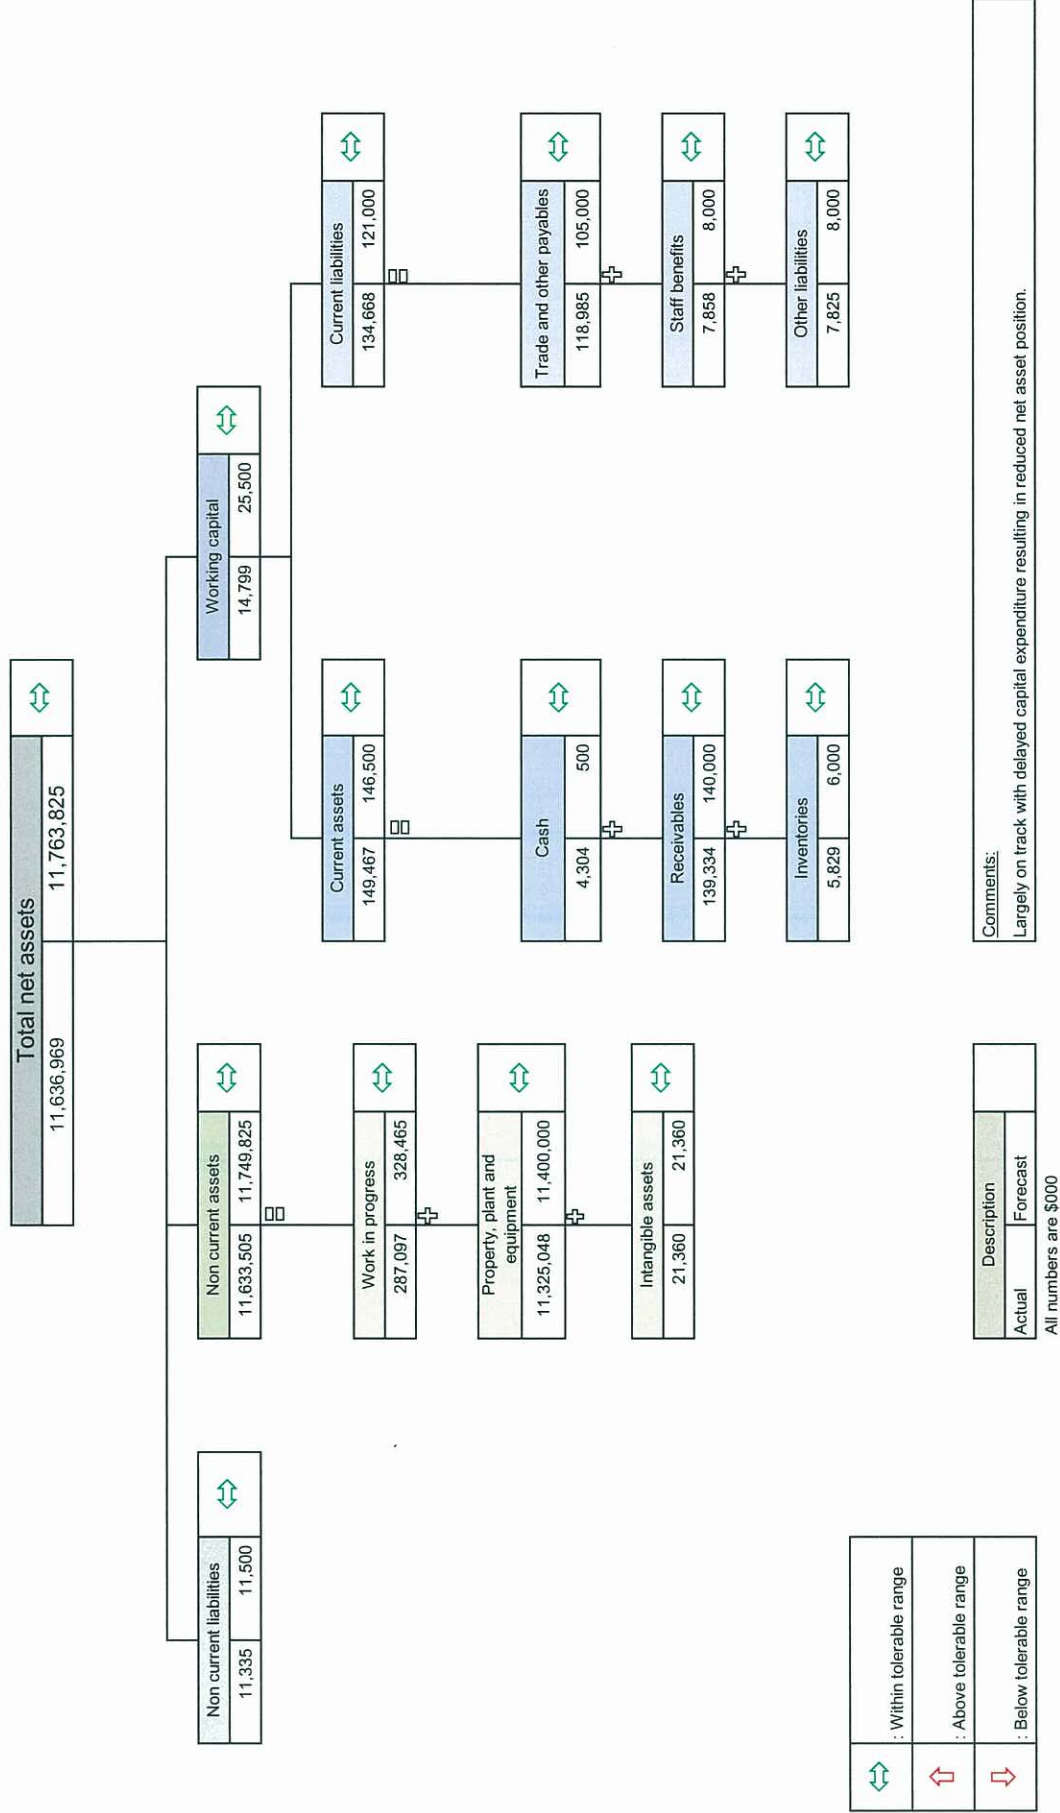 Total net assets
11,636,969 11,763,825
Non current liabilities
11,335 11,500
Non current assets
11,633,505 11,749,825
Working capital
14,799 25,500
Work in progress
287,097 328,465
Property, plant and
equipment
11,325,048 11,400,000
Intangible assets
21,360 21,360
Current assets
149,467 146,500
Cash
4,304 500
Receivables
139,334 140,000
Inventories
5,829 6,000
Current liabilities
134,668 121,000
Trade and other payables
118,985 105,000
Staff benefits
7,858 8,000
Other liabilities
7,825 8,000
: Within tolerable range
: Above tolerable range
: Below tolerable range
Description
Actual Forecast
All numbers are $000
Comments:
Largely on track with delayed capital expenditure resulting in reduced net asset position.